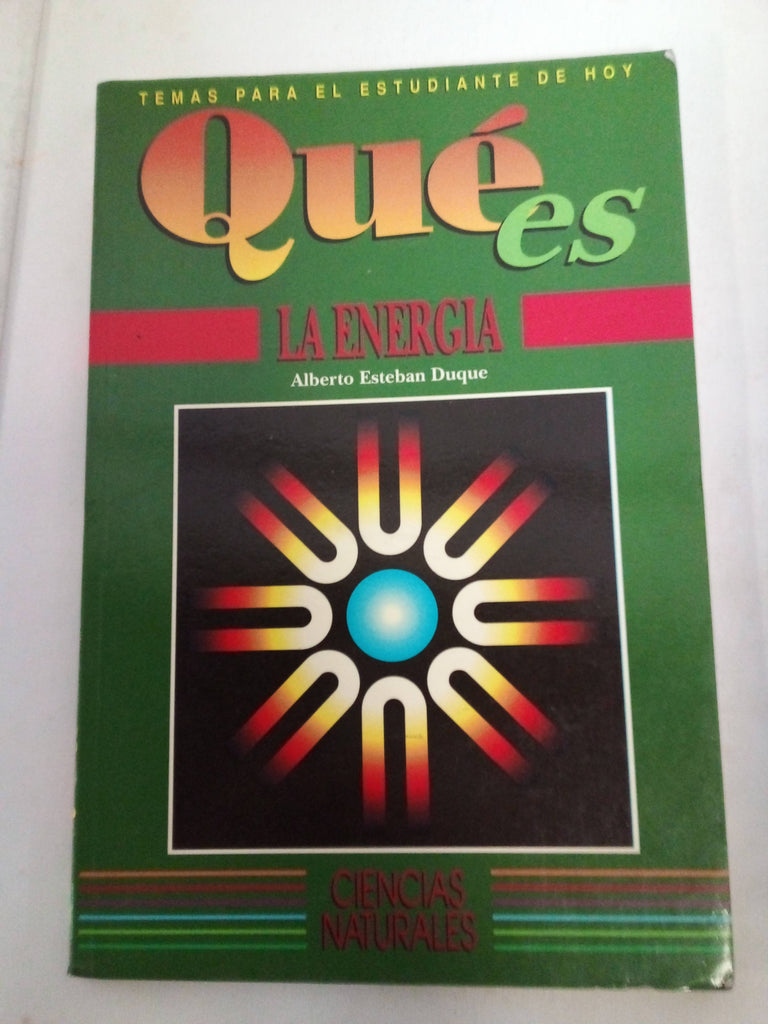 TEMAS PARA EL ESTUDIANTE DE HOY
Qué es
LA ENERGIA
Alberto Esteban Duque
CIENCIAS
NATURALES